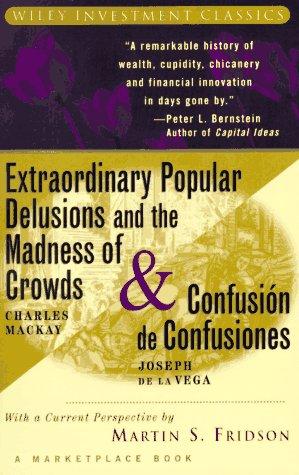 WILEY INVESTMENT CLASSICS
"A remarkable history of
wealth, cupidity, chicanery
and financial innovation
in days gone by."
—Peter L. Bernstein
Author of Capital Ideas
Extraordinary Popular
Delusions and the
Madness of
Crowds
CHARLES
MACKAY
&
Confusión
de Confusiones
JOSEPH
DE LA VEGA
With a Current Perspective by
MARTIN S. FRIDSON
A MARKETPLACE BOOK